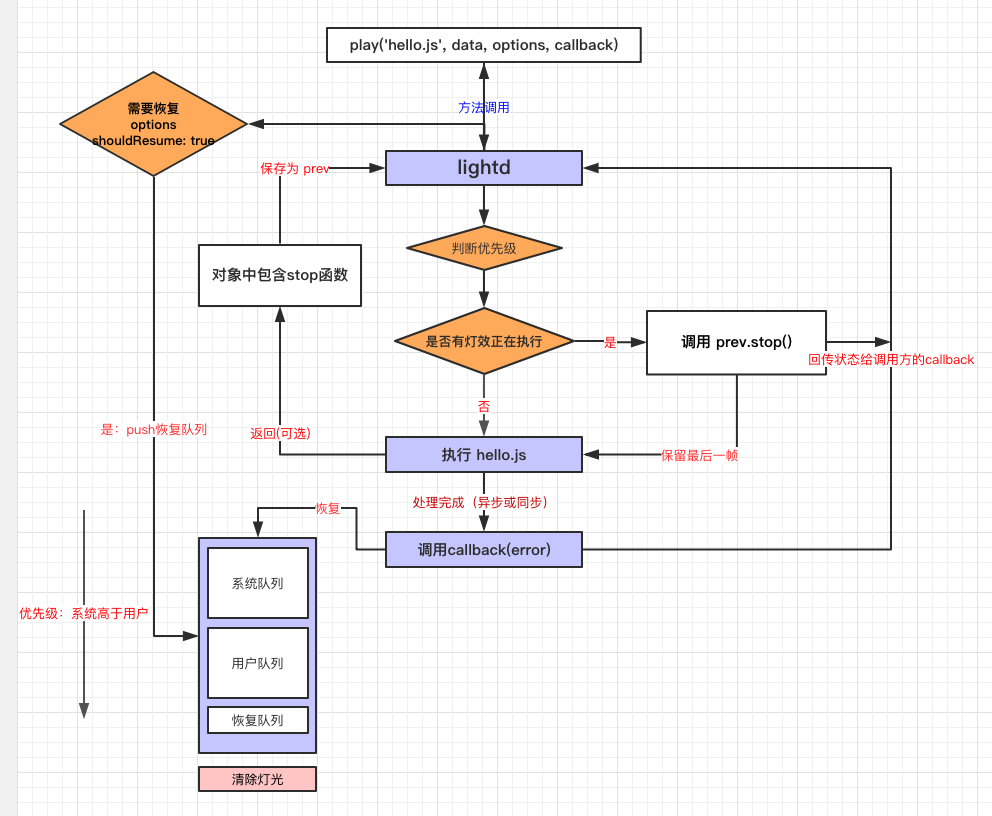 play('hello.js', data, options, callback)
需要恢复
options
shouldResume: true
方法调用
保存为 prev
lightd
判断优先级
对象中包含stop函数
是否有灯效正在执行
是
调用 prev.stop()
回传状态给调用方的callback
否
是：push恢复队列
返回(可选)
执行 hello.js
保留最后一帧
处理完成（异步或同步）
恢复
调用callback(error)
系统队列
优先级：系统高于用户
用户队列
恢复队列
清除灯光